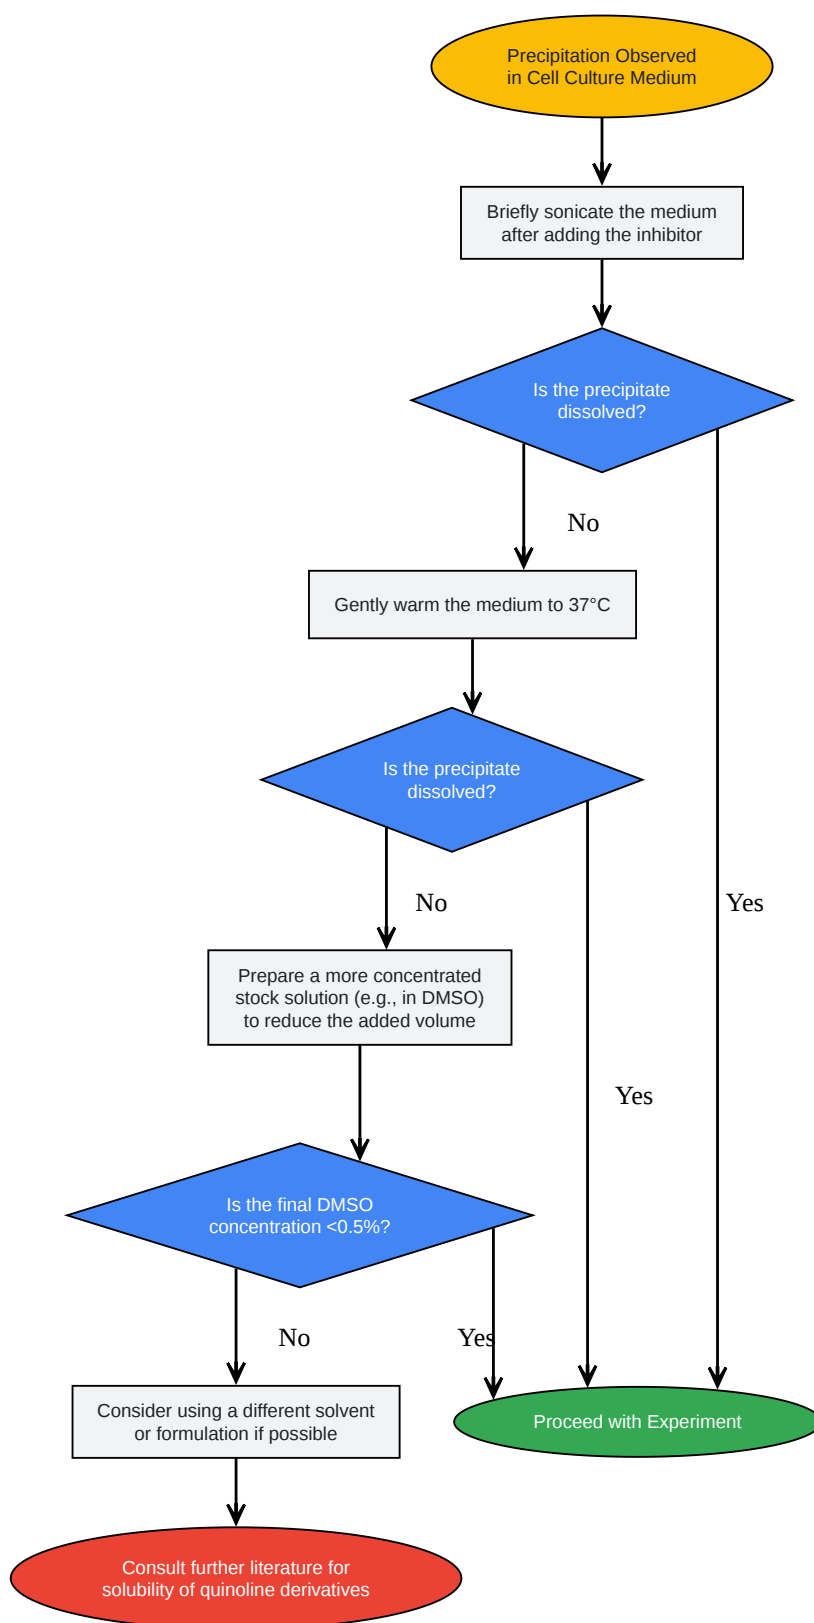 Precipitation Observed
in Cell Culture Medium
Briefly sonicate the medium
after adding the inhibitor
Is the precipitate
dissolved?
No
Gently warm the medium to 37°C
Is the precipitate
dissolved?
No
Yes
Prepare a more concentrated
stock solution (e.g., in DMSO)
to reduce the added volume
Yes
Is the final DMSO
concentration <0.5%?
No
Yes
Consider using a different solvent
or formulation if possible
Proceed with Experiment
Consult further literature for
solubility of quinoline derivatives